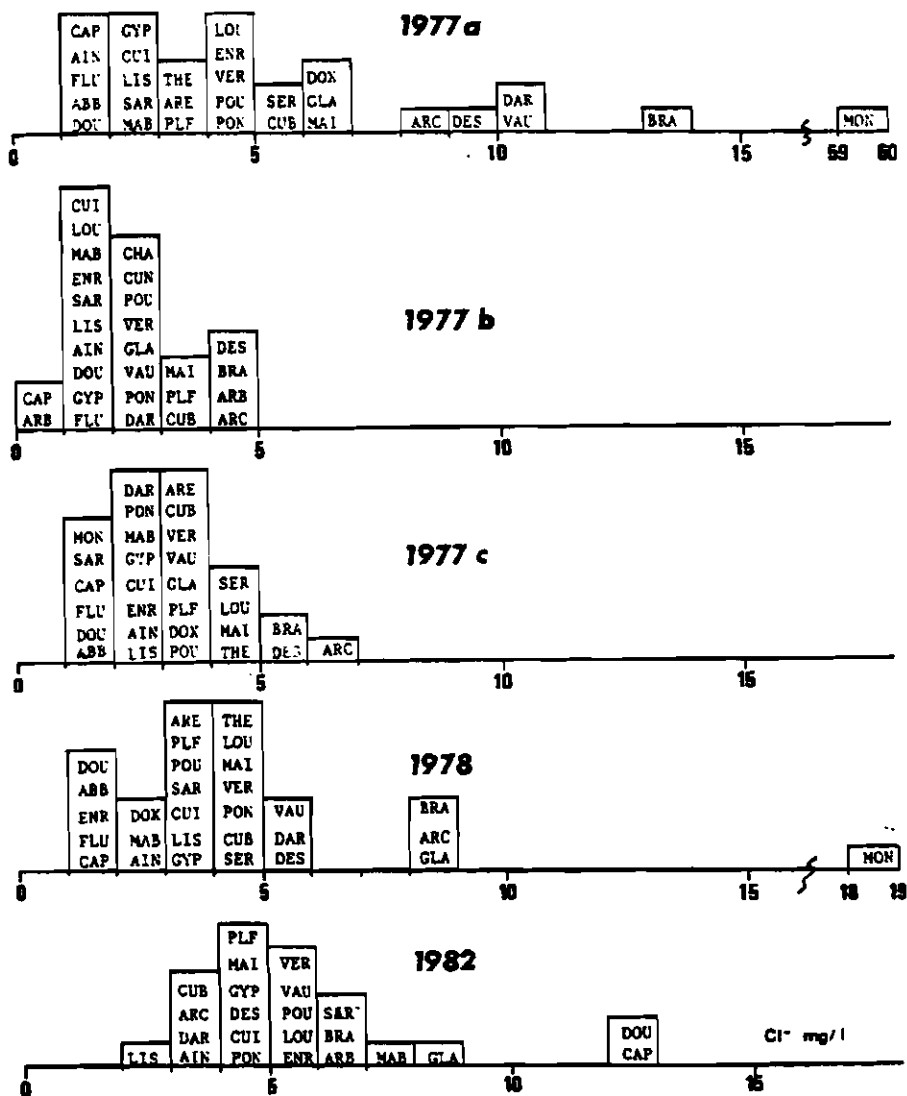 1977a
CAP GYP LOU
AIN CUI ENR
FLU LIS THE VER DOX
ABB SAR ARE POU SER GLA DAR
DOU MAB PLF PON CUB MAI ARC DES VAU BRA MON
0 5 10 15 59 60
1977 b
CUI
LOU
MAB CHA
ENR CUN
SAR POU
LIS VER
AIN GLA DES
DOU VAU MAI BRA
CAP GYP PON PLF ARB
ARB FLU DAR CUB ARC
0 5 10 15
1977 c
DAR ARE
PON CUB
MON MAB VER
SAR GYP VAU
CAP CUI GLA SER
FLU ENR PLF LOU
DOU AIN DOX MAI BRA
ABB LIS POU THE DES ARC
0 5 10 15
1978
ARE THE
PLF LOU
DOU POU MAI
ABB SAR VER
ENR DOX CUI PON VAU BRA
FLU MAB LIS CUB DAR ARC
CAP AIN GYP SER DES GLA MON
0 5 10 15 18 19
1982
PLF
MAI VER
CUB GYP VAU
ARC DES POU SAR
DAR CUI LOU BRA DOU
LIS AIN PON ENR ARB MAB GLA CAP
Cl- mg/l
0 5 10 15